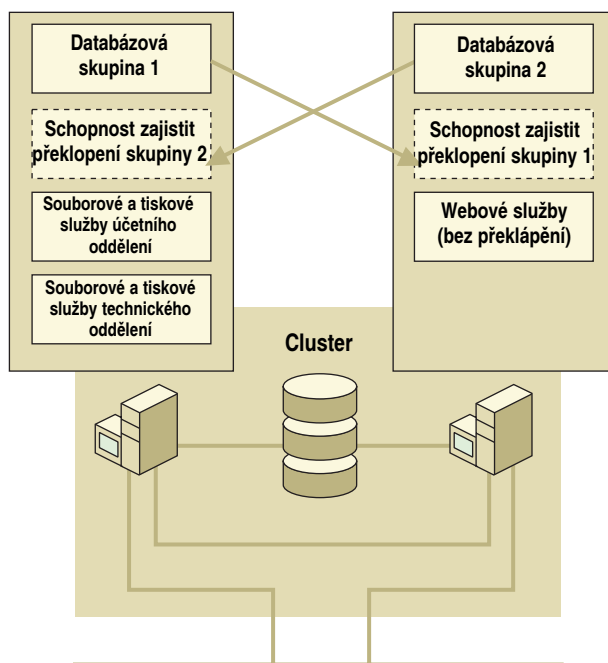 Databázová
skupina 1
Schopnost zajistit
překlopení skupiny 2
Souborové a tiskové
služby účetního
oddělení
Souborové a tiskové
služby technického
oddělení
Databázová
skupina 2
Schopnost zajistit
překlopení skupiny 1
Webové služby
(bez překlápění)
Cluster